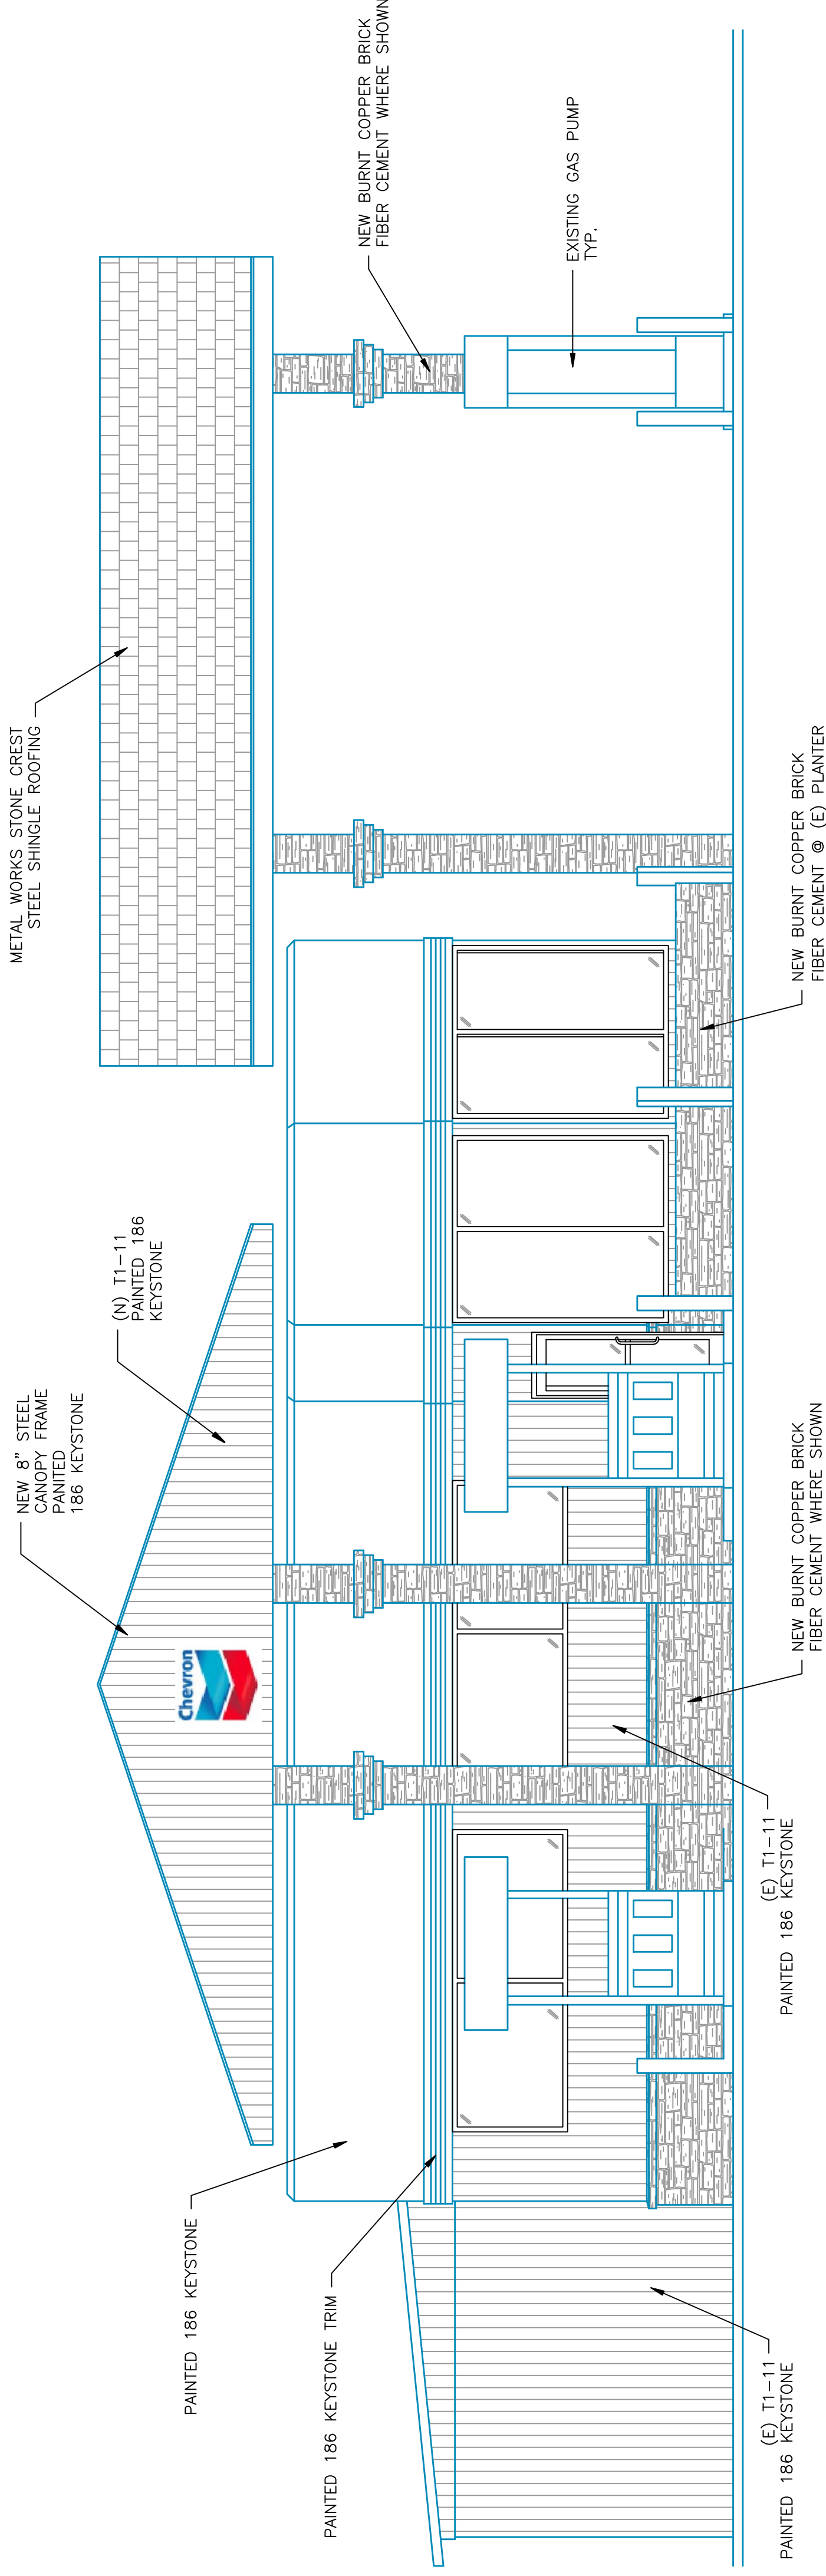 METAL WORKS STONE CREST
STEEL SHINGLE ROOFING
NEW 8" STEEL
CANOPY FRAME
PANITED
186 KEYSTONE
(N) T1-11
PAINTED 186
KEYSTONE
Chevron
PAINTED 186 KEYSTONE
PAINTED 186 KEYSTONE TRIM
NEW BURNT COPPER BRICK
FIBER CEMENT WHERE SHOWN
EXISTING GAS PUMP
TYP.
(E) T1-11
PAINTED 186 KEYSTONE
(E) T1-11
PAINTED 186 KEYSTONE
NEW BURNT COPPER BRICK
FIBER CEMENT WHERE SHOWN
NEW BURNT COPPER BRICK
FIBER CEMENT @ (E) PLANTER